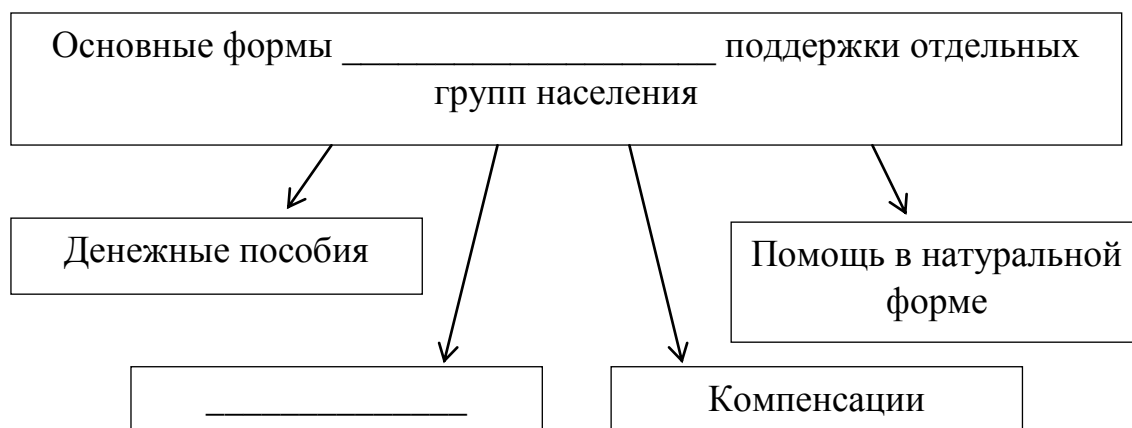 Основные формы ____________________ поддержки отдельных
групп населения
Денежные пособия
Помощь в натуральной
форме
______________
Компенсации